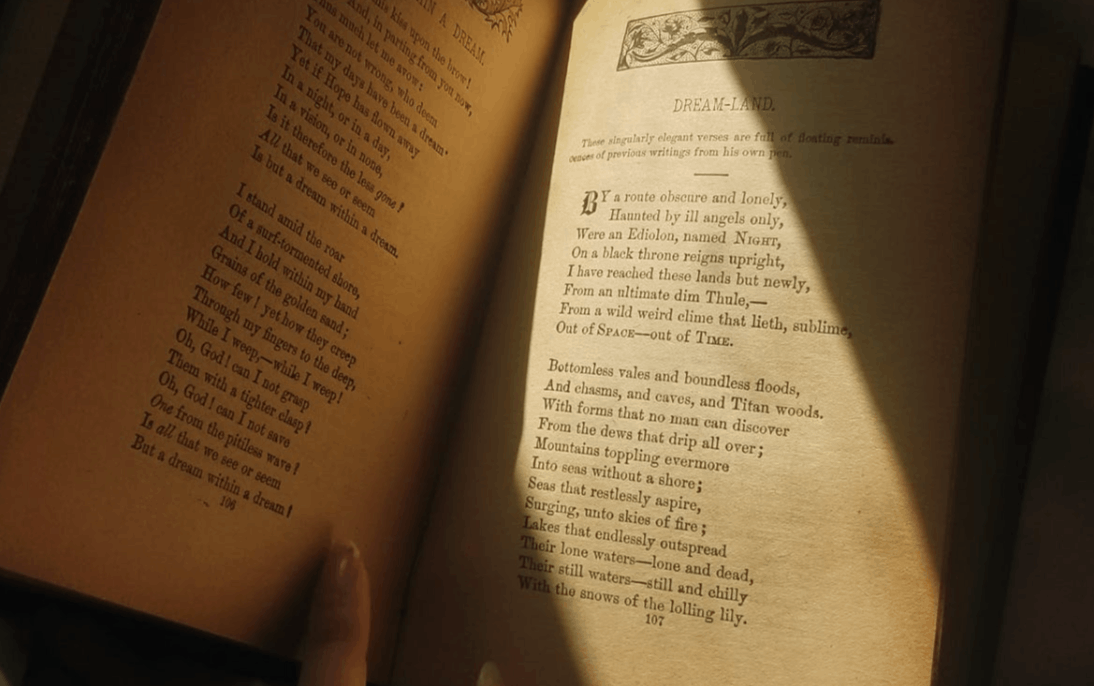 IN A DREAM.
this kiss upon the brow!
And, in parting from you now,
Thus much let me avow:
You are not wrong, who deem
That my days have been a dream·
Yet if Hope has flown away
In a night, or in a day,
In a vision, or in none,
Is it therefore the less gone?
All that we see or seem
Is but a dream within a dream.
I stand amid the roar
Of a surf-tormented shore,
And I hold within my hand
Grains of the golden sand;
How few! yet how they creep
Through my fingers to the deep,
While I weep,—while I weep!
Oh, God! can I not grasp
Them with a tighter clasp?
Oh, God! can I not save
One from the pitiless wave?
Is all that we see or seem
But a dream within a dream?
106
DREAM-LAND.
These singularly elegant verses are full of floating reminis-
cences of previous writings from his own pen.
BY a route obscure and lonely,
Haunted by ill angels only,
Were an Ediolon, named NIGHT,
On a black throne reigns upright,
I have reached these lands but newly,
From an ultimate dim Thule,—
From a wild weird clime that lieth, sublime,
Out of SPACE—out of TIME.
Bottomless vales and boundless floods,
And chasms, and caves, and Titan woods.
With forms that no man can discover
From the dews that drip all over;
Mountains toppling evermore
Into seas without a shore;
Seas that restlessly aspire,
Surging, unto skies of fire;
Lakes that endlessly outspread
Their lone waters—lone and dead,
Their still waters—still and chilly
With the snows of the lolling lily.
107